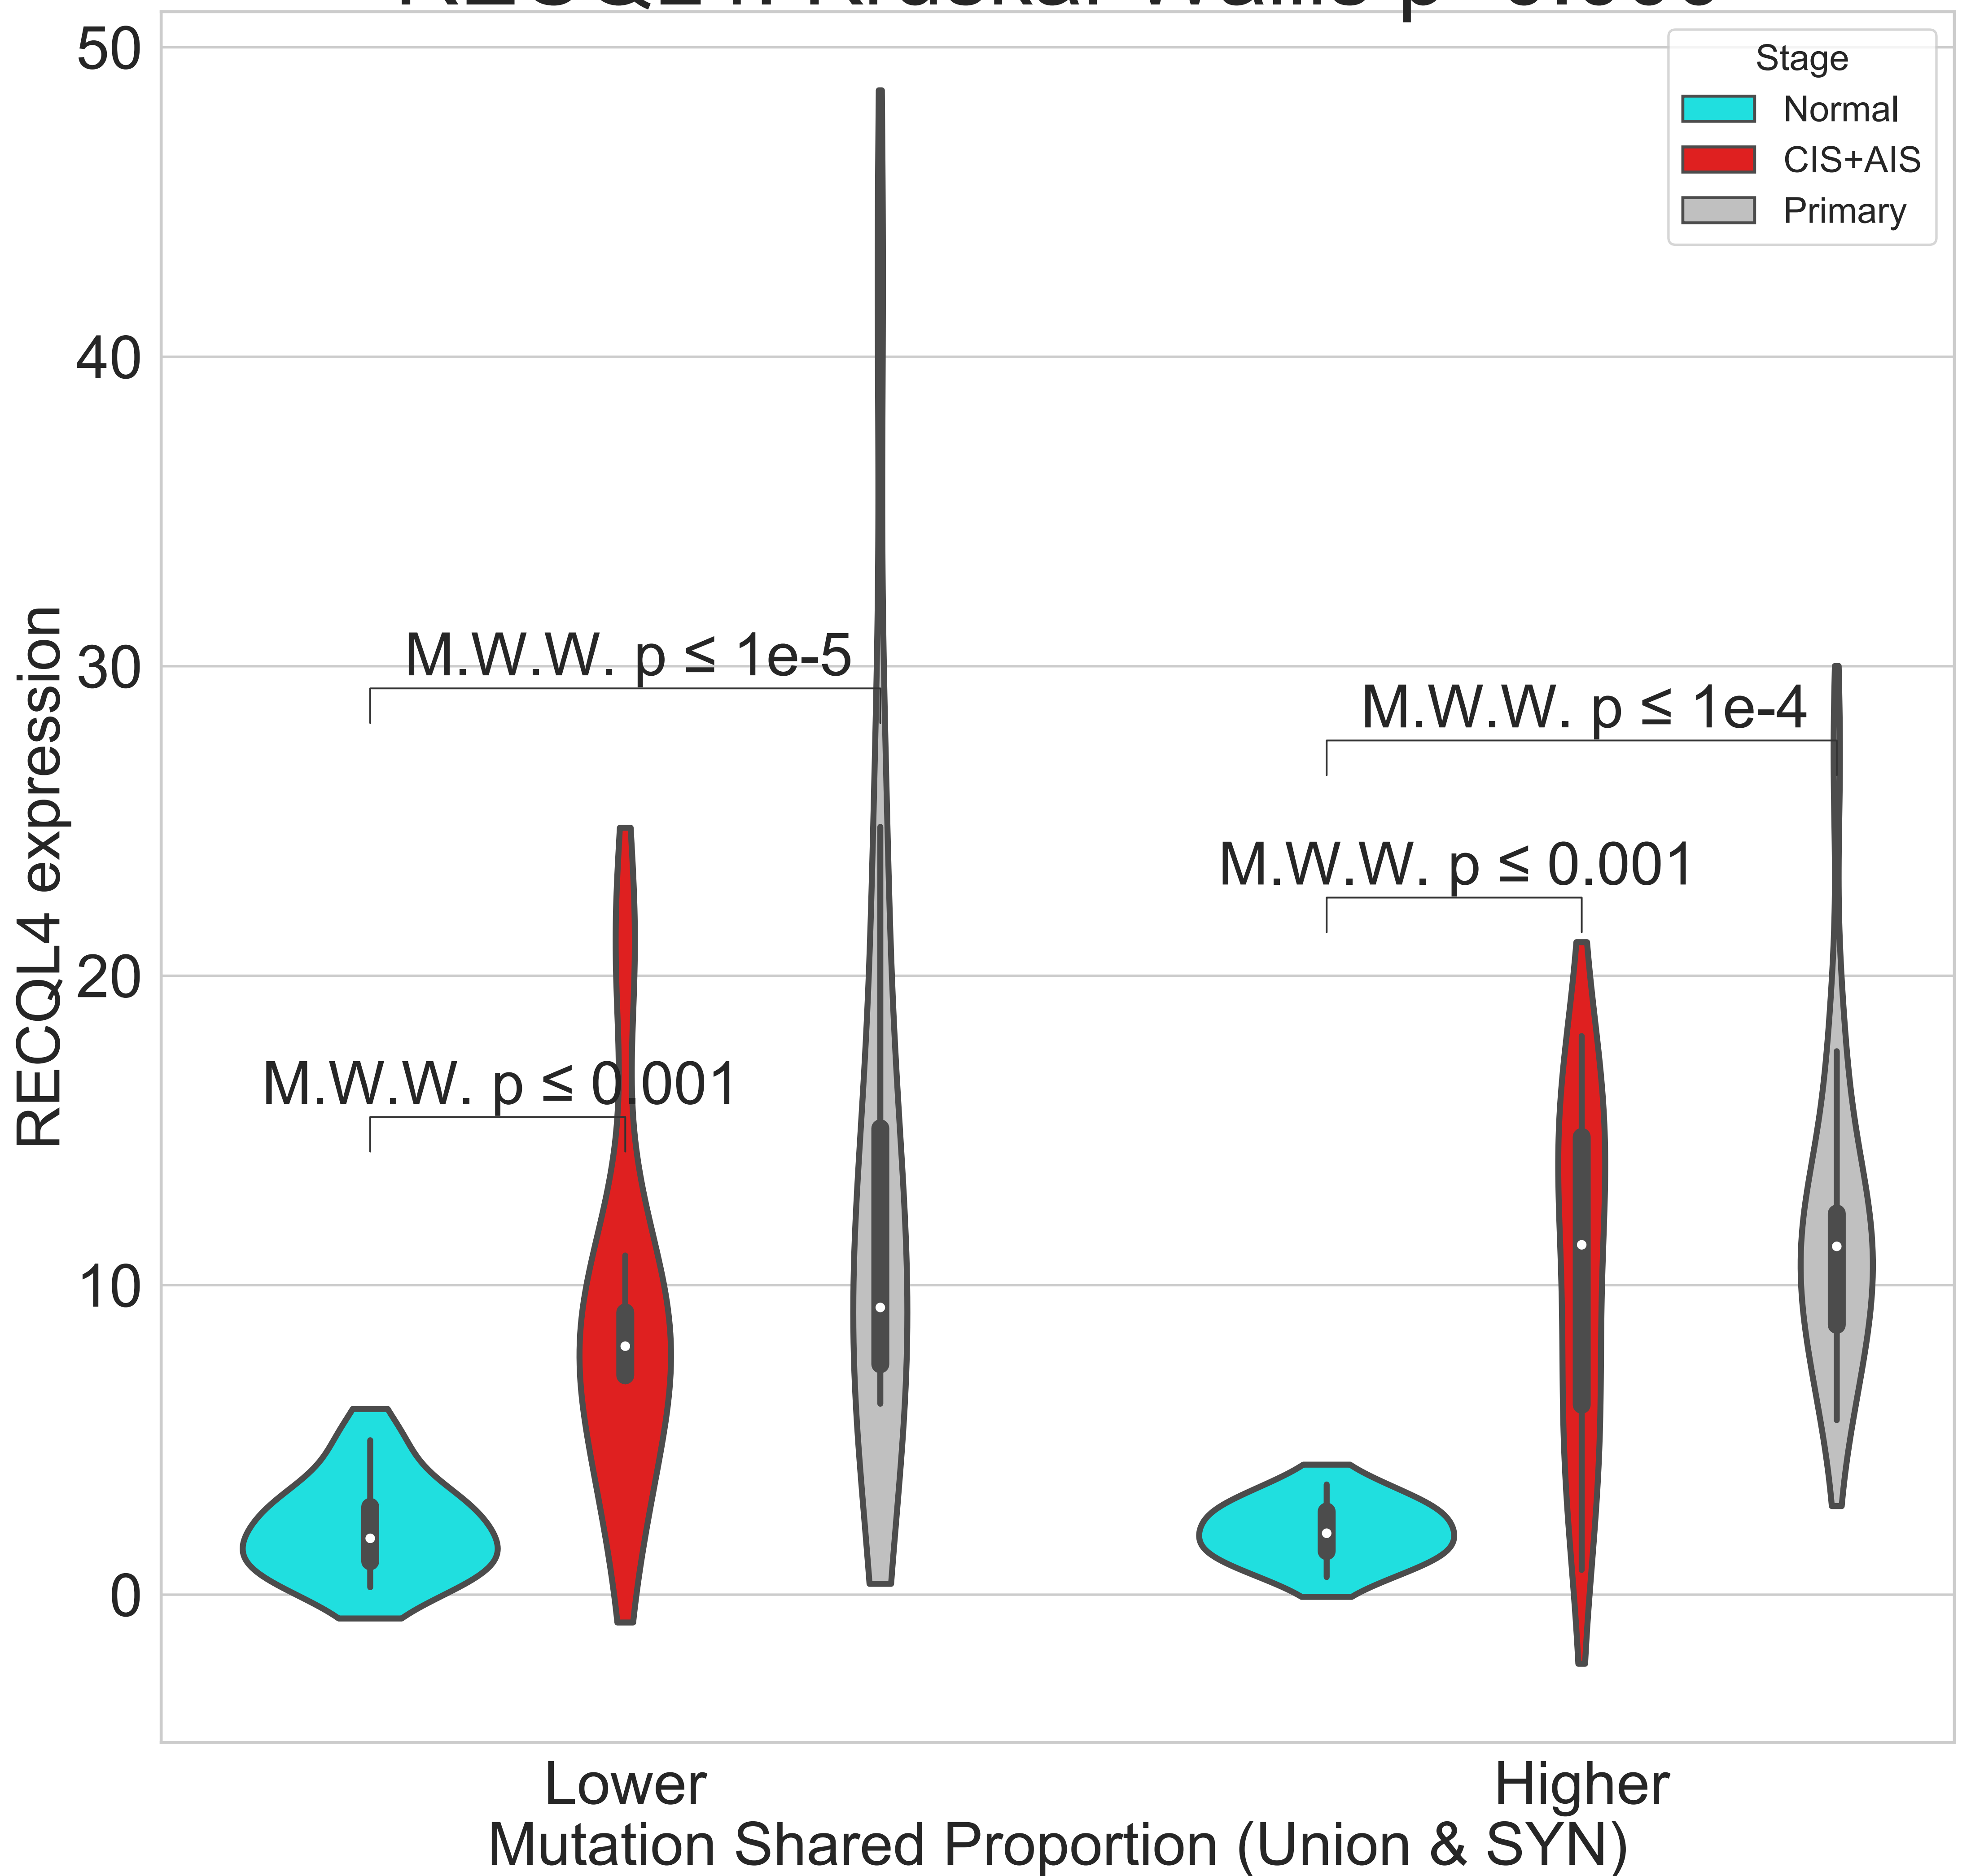 50
Stage
Normal
CIS+AIS
Primary
40
M.W.W. p ≤ 1e-5
30
M.W.W. p ≤ 1e-4
M.W.W. p ≤ 0.001
20
M.W.W. p ≤ 0.001
10
0
RECQL4 expression
Lower
Higher
Mutation Shared Proportion (Union & SYN)